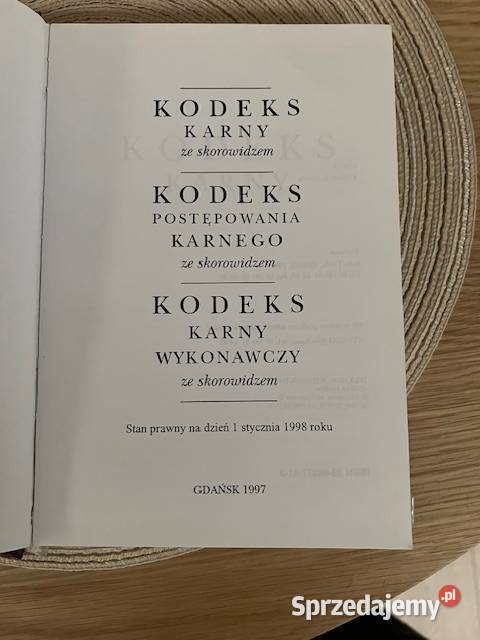 KODEKS
KARNY
ze skorowidzem
KODEKS
POSTĘPOWANIA
KARNEGO
ze skorowidzem
KODEKS
KARNY
WYKONAWCZY
ze skorowidzem
Stan prawny na dzień 1 stycznia 1998 roku
GDAŃSK 1997
Sprzedajemy.pl